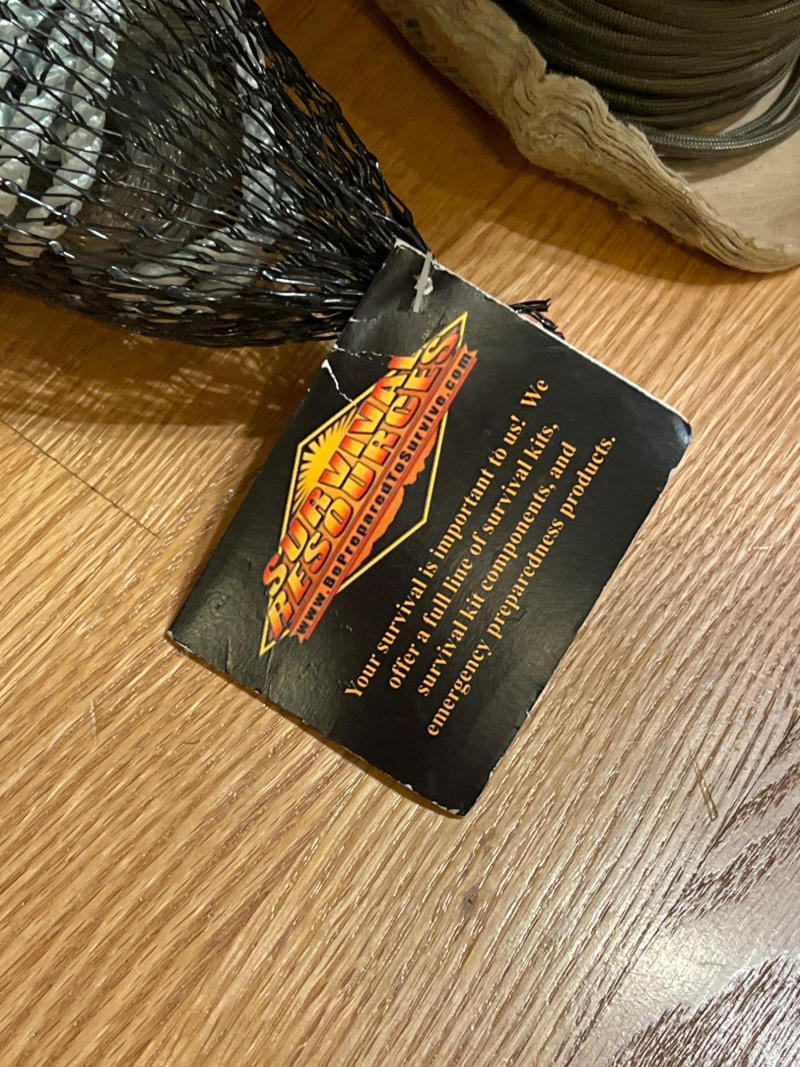 SURVIVAL
RESOURCES
www.BePreparedToSurvive.com
Your survival is important to us! We
offer a full line of survival kits,
survival kit components, and
emergency preparedness products.